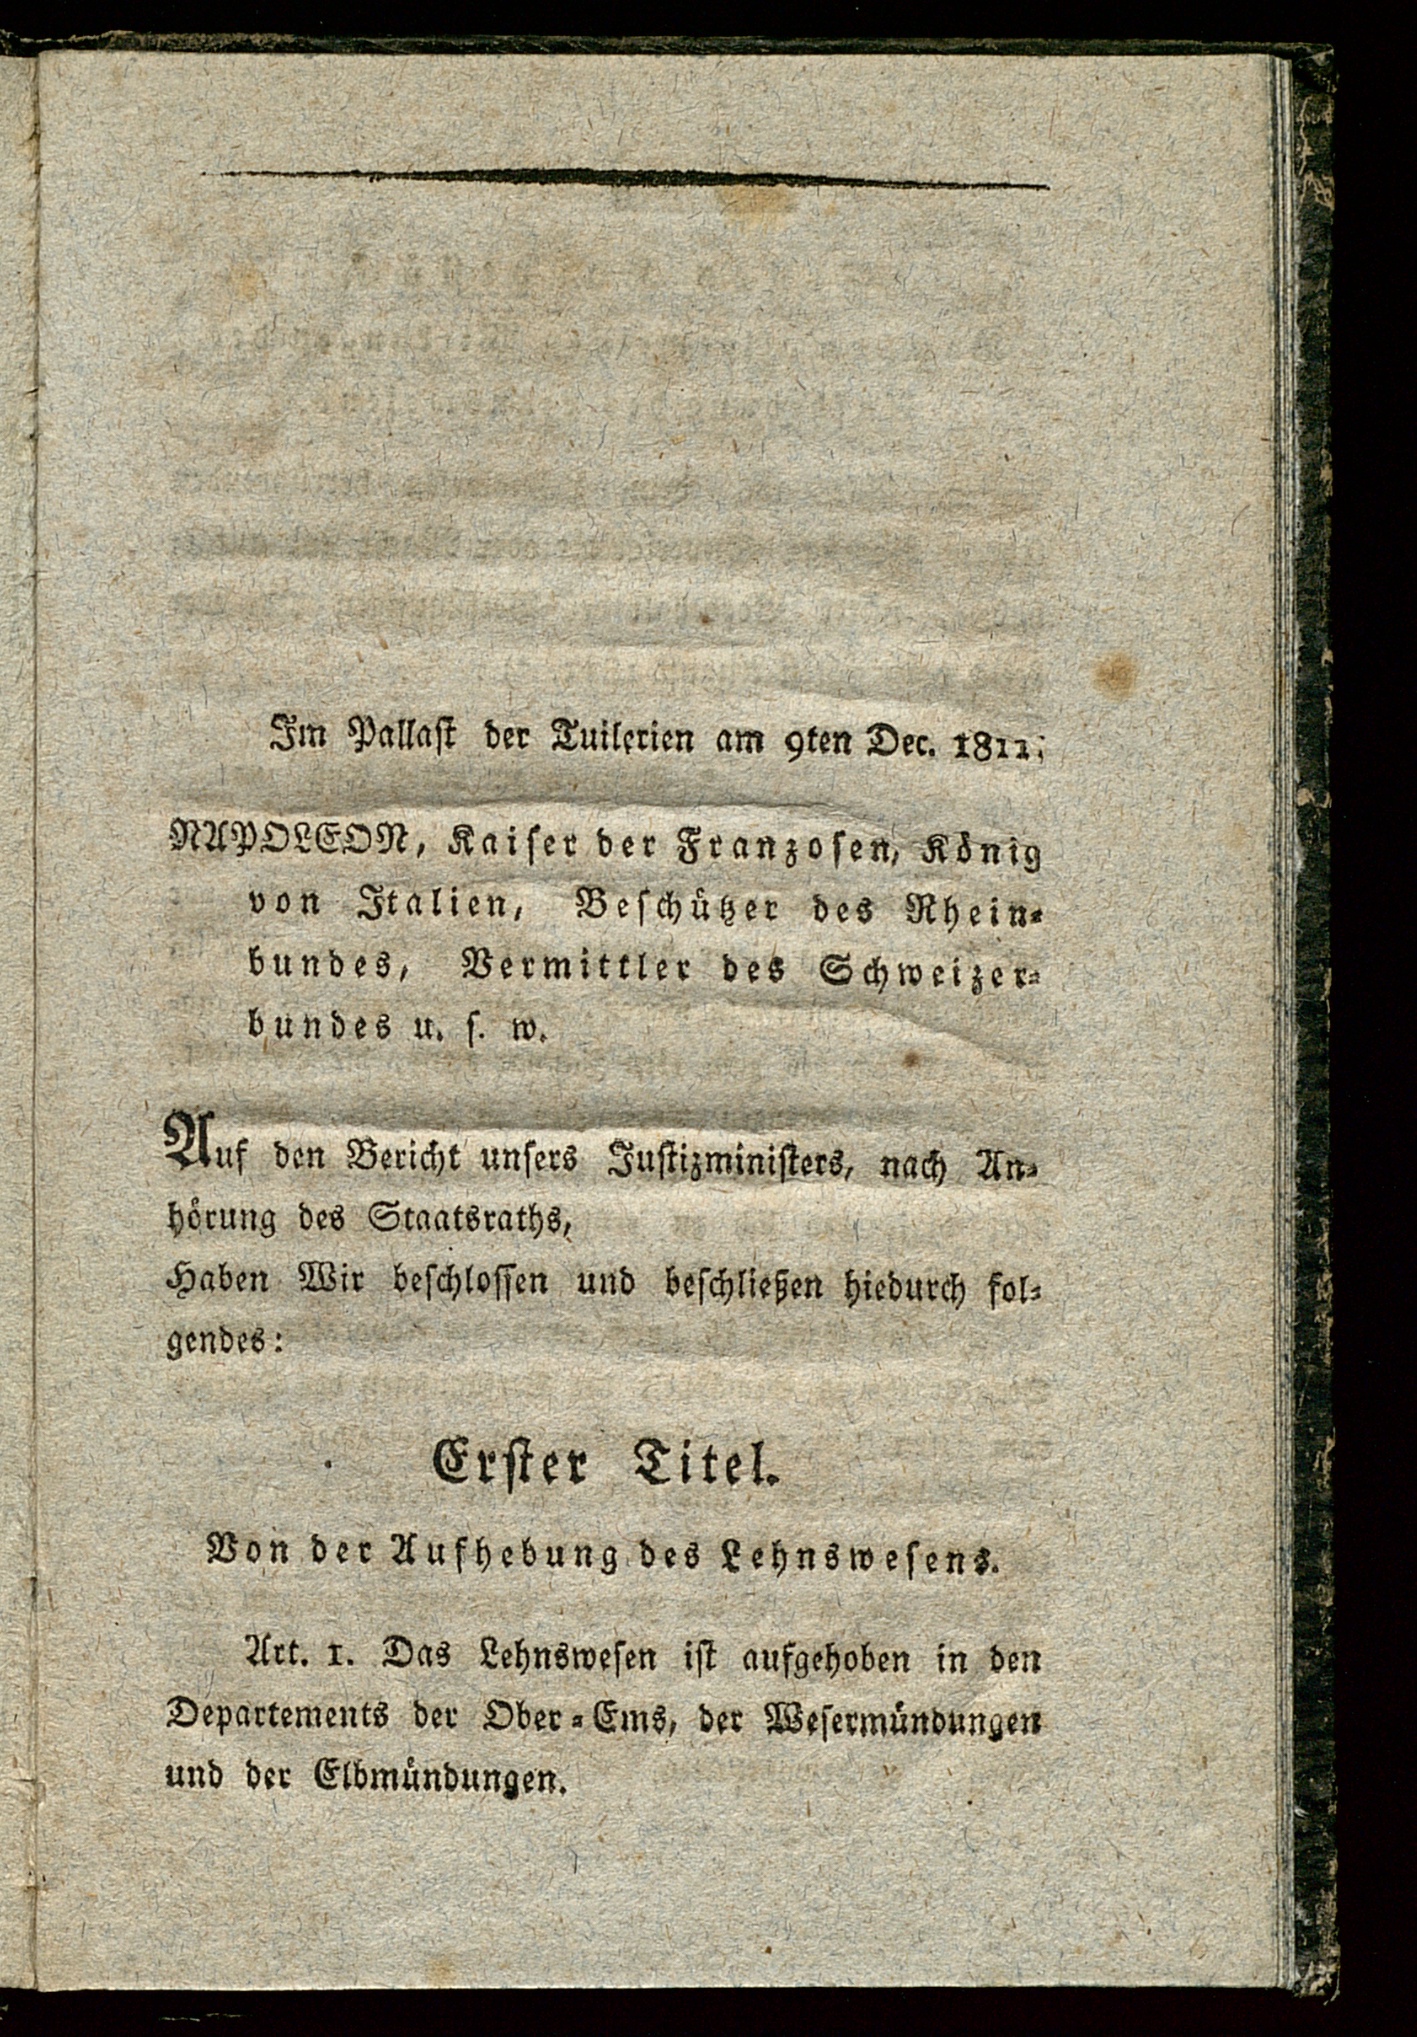 Im Pallast der Tuilerien am 9ten Dec. 1811.
NAPOLEON, Kaiser der Franzosen, König
von Italien, Beschützer des Rhein-
bundes, Vermittler des Schweizer-
bundes u. s. w.
Auf den Bericht unsers Justizministers, nach An-
hörung des Staatsraths,
Haben Wir beschlossen und beschließen hiedurch fol-
gendes:
Erster Titel.
Von der Aufhebung des Lehnswesens.
Art. 1. Das Lehnswesen ist aufgehoben in den
Departements der Ober-Ems, der Wesermündungen
und der Elbmündungen.